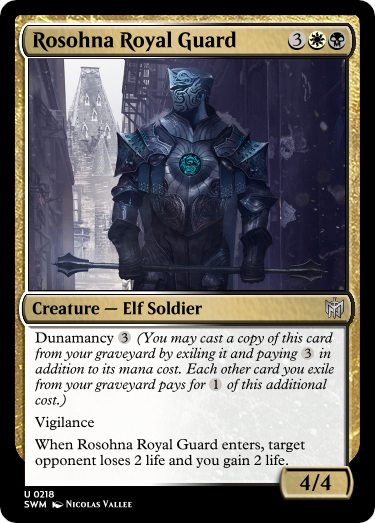 Rosohna Royal Guard 3
Creature — Elf Soldier
Dunamancy 3 (You may cast a copy of this card
from your graveyard by exiling it and paying 3 in
addition to its mana cost. Each other card you exile
from your graveyard pays for 1 of this additional
cost.)
Vigilance
When Rosohna Royal Guard enters, target
opponent loses 2 life and you gain 2 life.
4/4
U 0218
SWM Nicolas Vallee